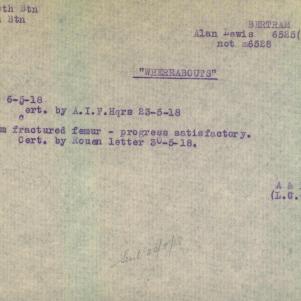 th Btn
Btn
BERTRAM
Alan Lewis 6525(
not m6528
"WHEREABOUTS"
6-5-18
Cert. by A.I.F.Hqrs 23-5-18
m fractured femur - progress satisfactory.
Cert. by Rouen letter 30-5-18.
A &
(L.G.